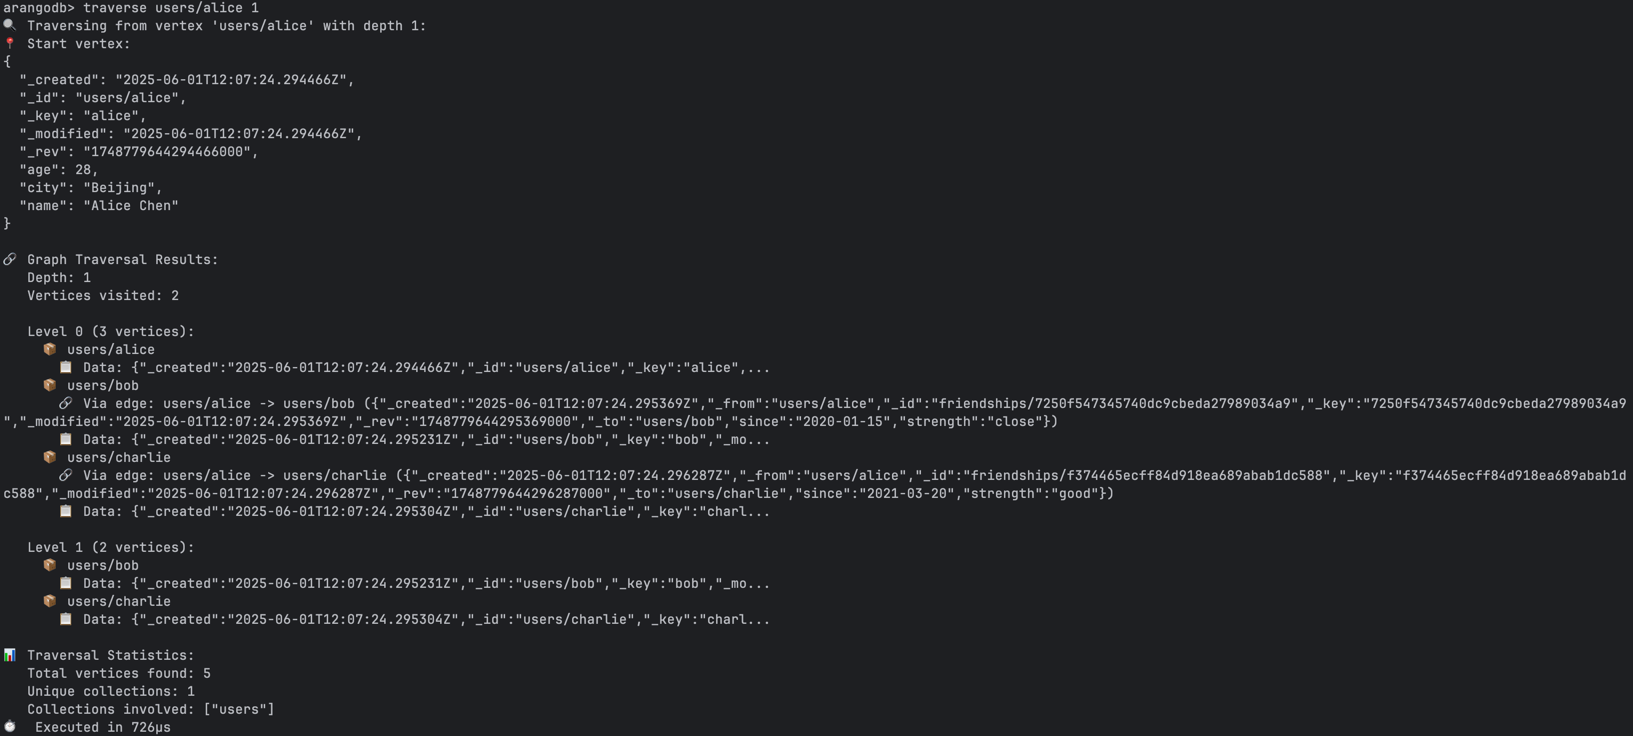 arangodb> traverse users/alice 1
🔍 Traversing from vertex 'users/alice' with depth 1:
📍 Start vertex:
{
  "_created": "2025-06-01T12:07:24.294466Z",
  "_id": "users/alice",
  "_key": "alice",
  "_modified": "2025-06-01T12:07:24.294466Z",
  "_rev": "1748779644294466000",
  "age": 28,
  "city": "Beijing",
  "name": "Alice Chen"
}
🔗 Graph Traversal Results:
   Depth: 1
   Vertices visited: 2
   Level 0 (3 vertices):
     📦 users/alice
       📋 Data: {"_created":"2025-06-01T12:07:24.294466Z","_id":"users/alice","_key":"alice",...
     📦 users/bob
       🔗 Via edge: users/alice -> users/bob ({"_created":"2025-06-01T12:07:24.295369Z","_from":"users/alice","_id":"friendships/7250f547345740dc9cbeda27989034a9","_key":"7250f547345740dc9cbeda27989034a9
","_modified":"2025-06-01T12:07:24.295369Z","_rev":"1748779644295369000","_to":"users/bob","since":"2020-01-15","strength":"close"})
       📋 Data: {"_created":"2025-06-01T12:07:24.295231Z","_id":"users/bob","_key":"bob","_mo...
     📦 users/charlie
       🔗 Via edge: users/alice -> users/charlie ({"_created":"2025-06-01T12:07:24.296287Z","_from":"users/alice","_id":"friendships/f374465ecff84d918ea689abab1dc588","_key":"f374465ecff84d918ea689abab1d
c588","_modified":"2025-06-01T12:07:24.296287Z","_rev":"1748779644296287000","_to":"users/charlie","since":"2021-03-20","strength":"good"})
       📋 Data: {"_created":"2025-06-01T12:07:24.295304Z","_id":"users/charlie","_key":"charl...
   Level 1 (2 vertices):
     📦 users/bob
       📋 Data: {"_created":"2025-06-01T12:07:24.295231Z","_id":"users/bob","_key":"bob","_mo...
     📦 users/charlie
       📋 Data: {"_created":"2025-06-01T12:07:24.295304Z","_id":"users/charlie","_key":"charl...
📊 Traversal Statistics:
   Total vertices found: 5
   Unique collections: 1
   Collections involved: ["users"]
⏱ Executed in 726µs